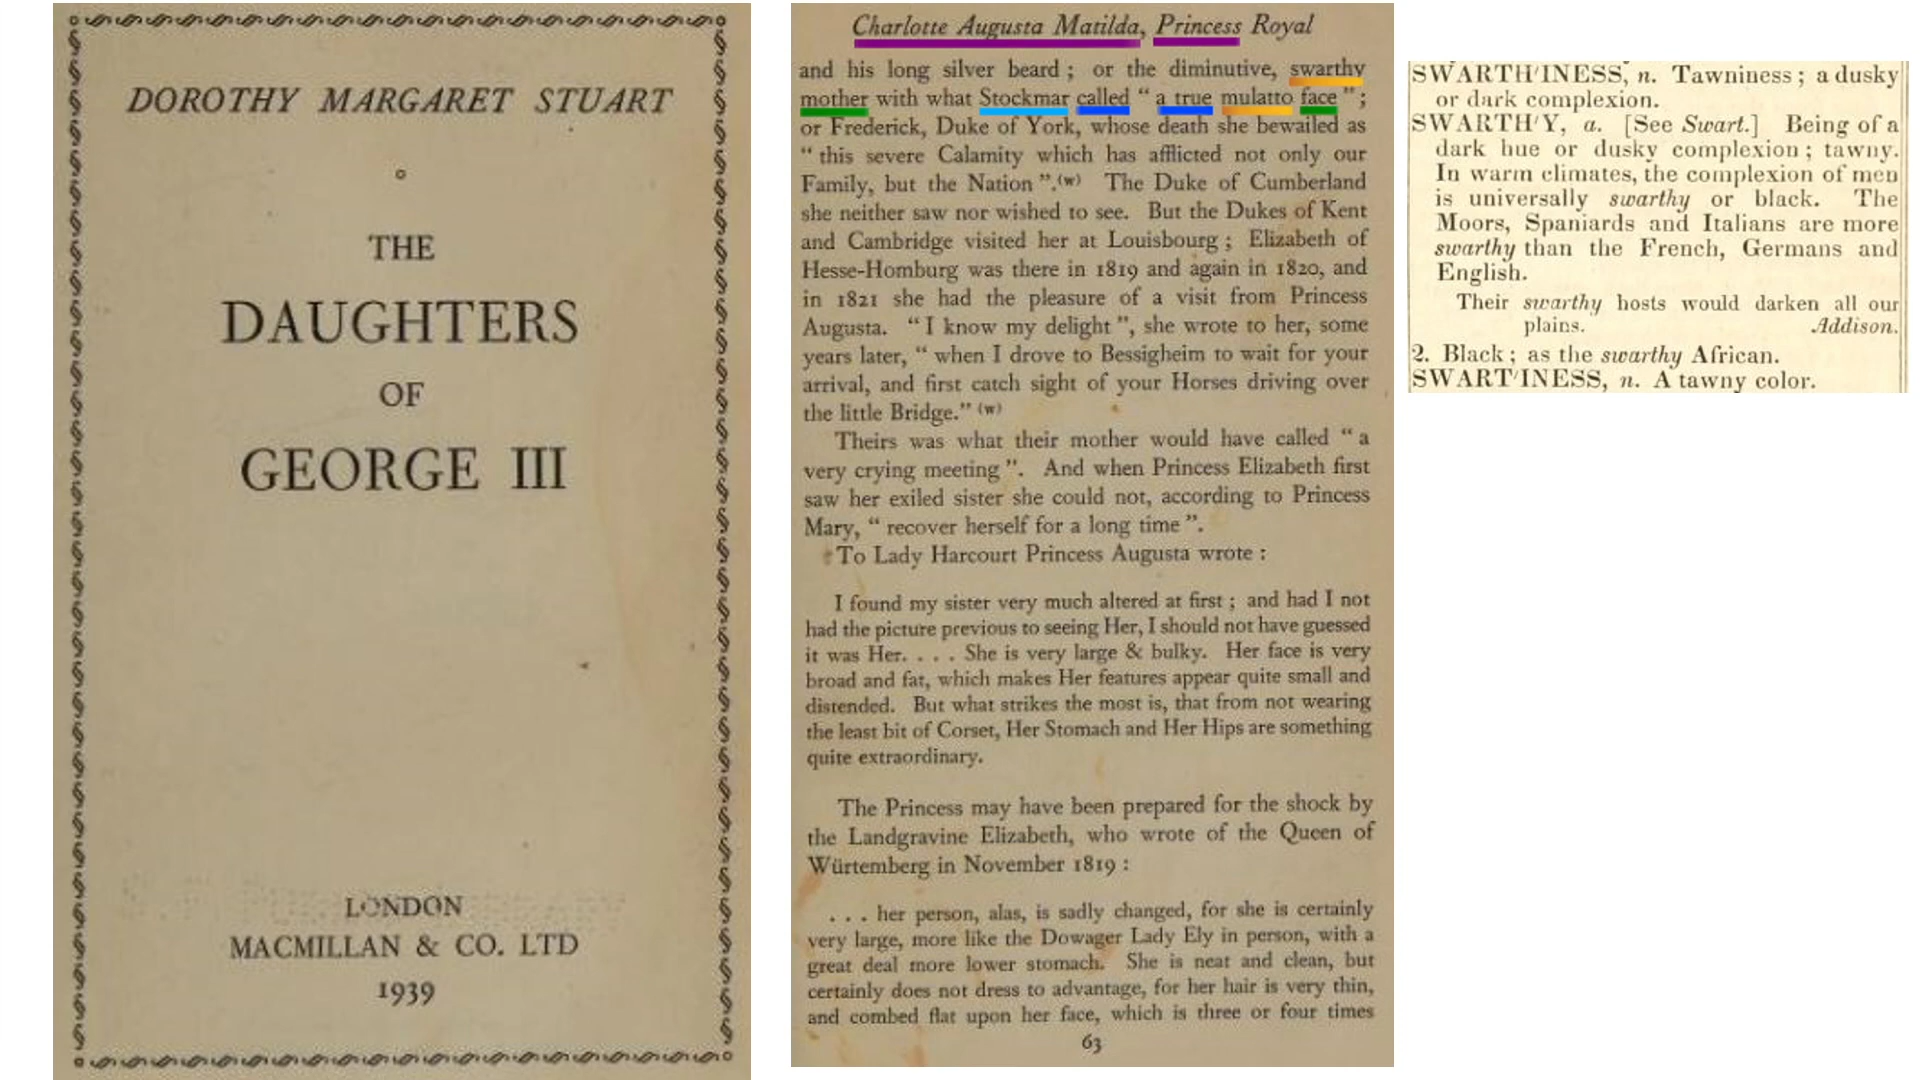 DOROTHY MARGARET STUART
THE
DAUGHTERS
OF
GEORGE III
LONDON
MACMILLAN & CO. LTD
1939
Charlotte Augusta Matilda, Princess Royal
and his long silver beard ; or the diminutive, swarthy
mother with what Stockmar called “ a true mulatto face ” ;
or Frederick, Duke of York, whose death she bewailed as
“ this severe Calamity which has afflicted not only our
Family, but the Nation ”.(w) The Duke of Cumberland
she neither saw nor wished to see. But the Dukes of Kent
and Cambridge visited her at Louisbourg ; Elizabeth of
Hesse-Homburg was there in 1819 and again in 1820, and
in 1821 she had the pleasure of a visit from Princess
Augusta. “ I know my delight ”, she wrote to her, some
years later, “ when I drove to Bessigheim to wait for your
arrival, and first catch sight of your Horses driving over
the little Bridge.” (w)
Theirs was what their mother would have called “ a
very crying meeting ”. And when Princess Elizabeth first
saw her exiled sister she could not, according to Princess
Mary, “ recover herself for a long time ”.
To Lady Harcourt Princess Augusta wrote :
I found my sister very much altered at first ; and had I not
had the picture previous to seeing Her, I should not have guessed
it was Her. . . . She is very large & bulky. Her face is very
broad and fat, which makes Her features appear quite small and
distended. But what strikes the most is, that from not wearing
the least bit of Corset, Her Stomach and Her Hips are something
quite extraordinary.
The Princess may have been prepared for the shock by
the Landgravine Elizabeth, who wrote of the Queen of
Würtemberg in November 1819 :
. . . her person, alas, is sadly changed, for she is certainly
very large, more like the Dowager Lady Ely in person, with a
great deal more lower stomach. She is neat and clean, but
certainly does not dress to advantage, for her hair is very thin,
and combed flat upon her face, which is three or four times
63
SWARTH'INESS, n. Tawniness ; a dusky
or dark complexion.
SWARTH'Y, a. [See Swart.] Being of a
dark hue or dusky complexion ; tawny.
In warm climates, the complexion of men
is universally swarthy or black. The
Moors, Spaniards and Italians are more
swarthy than the French, Germans and
English.
Their swarthy hosts would darken all our
plains. Addison.
2. Black ; as the swarthy African.
SWART'INESS, n. A tawny color.